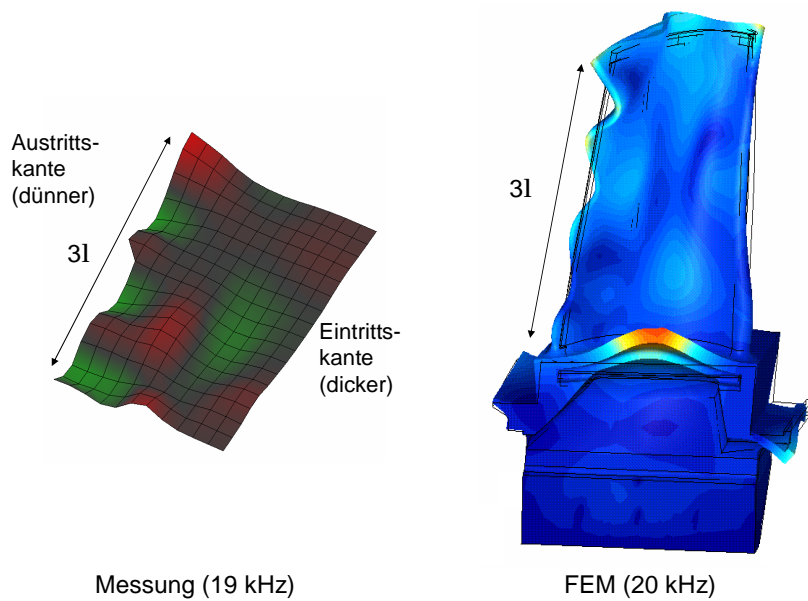 Austritts-
kante
(dünner)
3l
Eintritts-
kante
(dicker)
3l
Messung (19 kHz)
FEM (20 kHz)